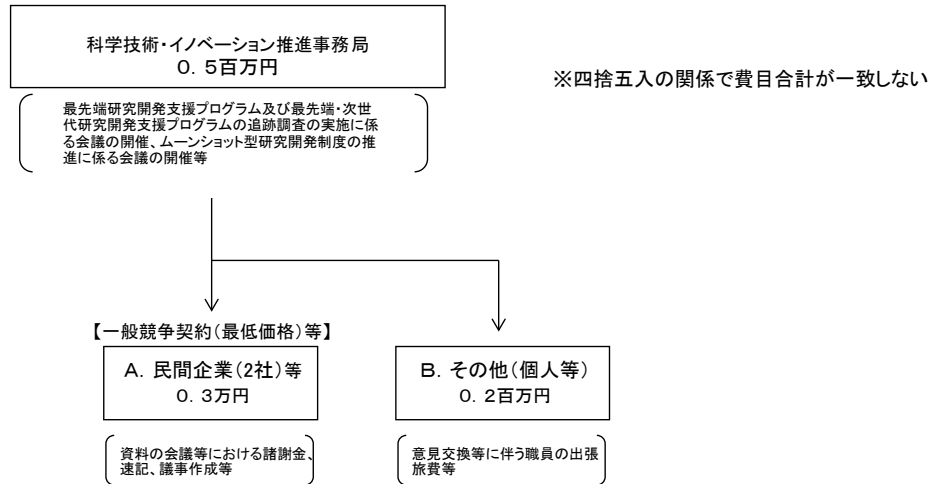 科学技術・イノベーション推進事務局
０．５百万円
※四捨五入の関係で費目合計が一致しない
最先端研究開発支援プログラム及び最先端・次世
代研究開発支援プログラムの追跡調査の実施に係
る会議の開催、ムーンショット型研究開発制度の推
進に係る会議の開催等
【一般競争契約（最低価格）等】
A．民間企業（2社）等
０．３万円
B．その他（個人等）
０．２百万円
資料の会議等における諸謝金、
速記、議事作成等
意見交換等に伴う職員の出張
旅費等